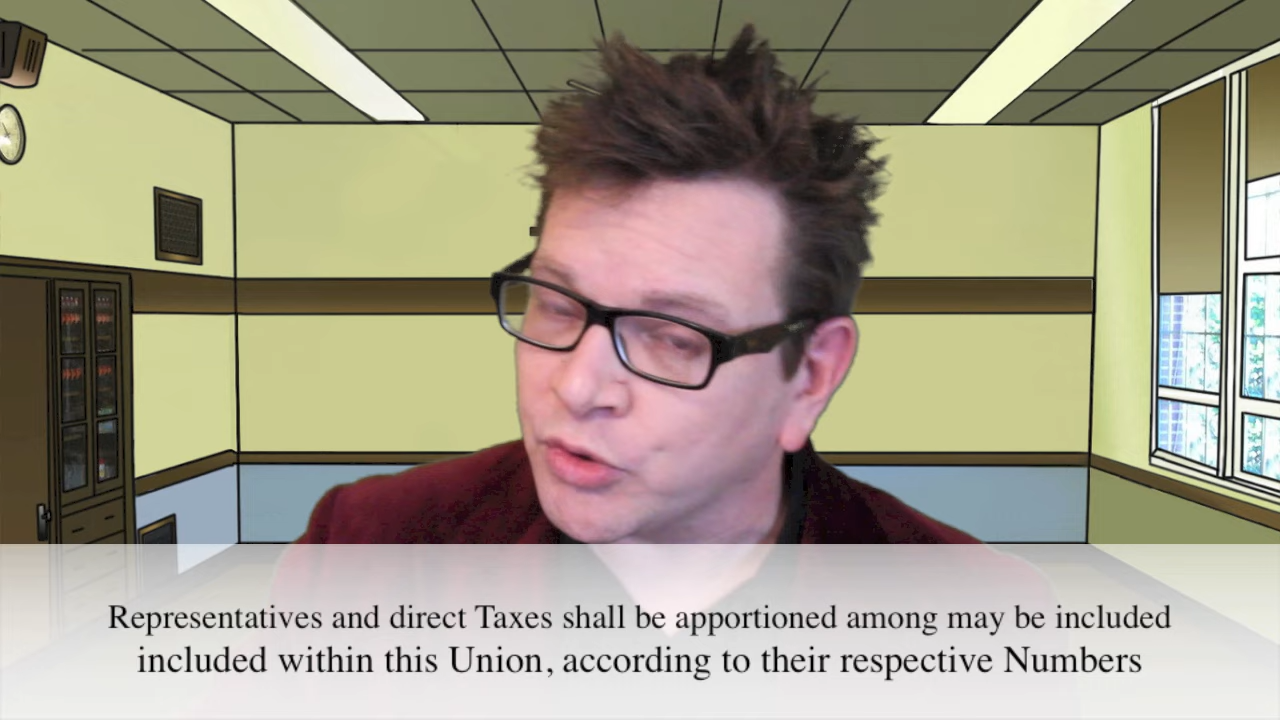 Representatives and direct Taxes shall be apportioned among may be included
included within this Union, according to their respective Numbers